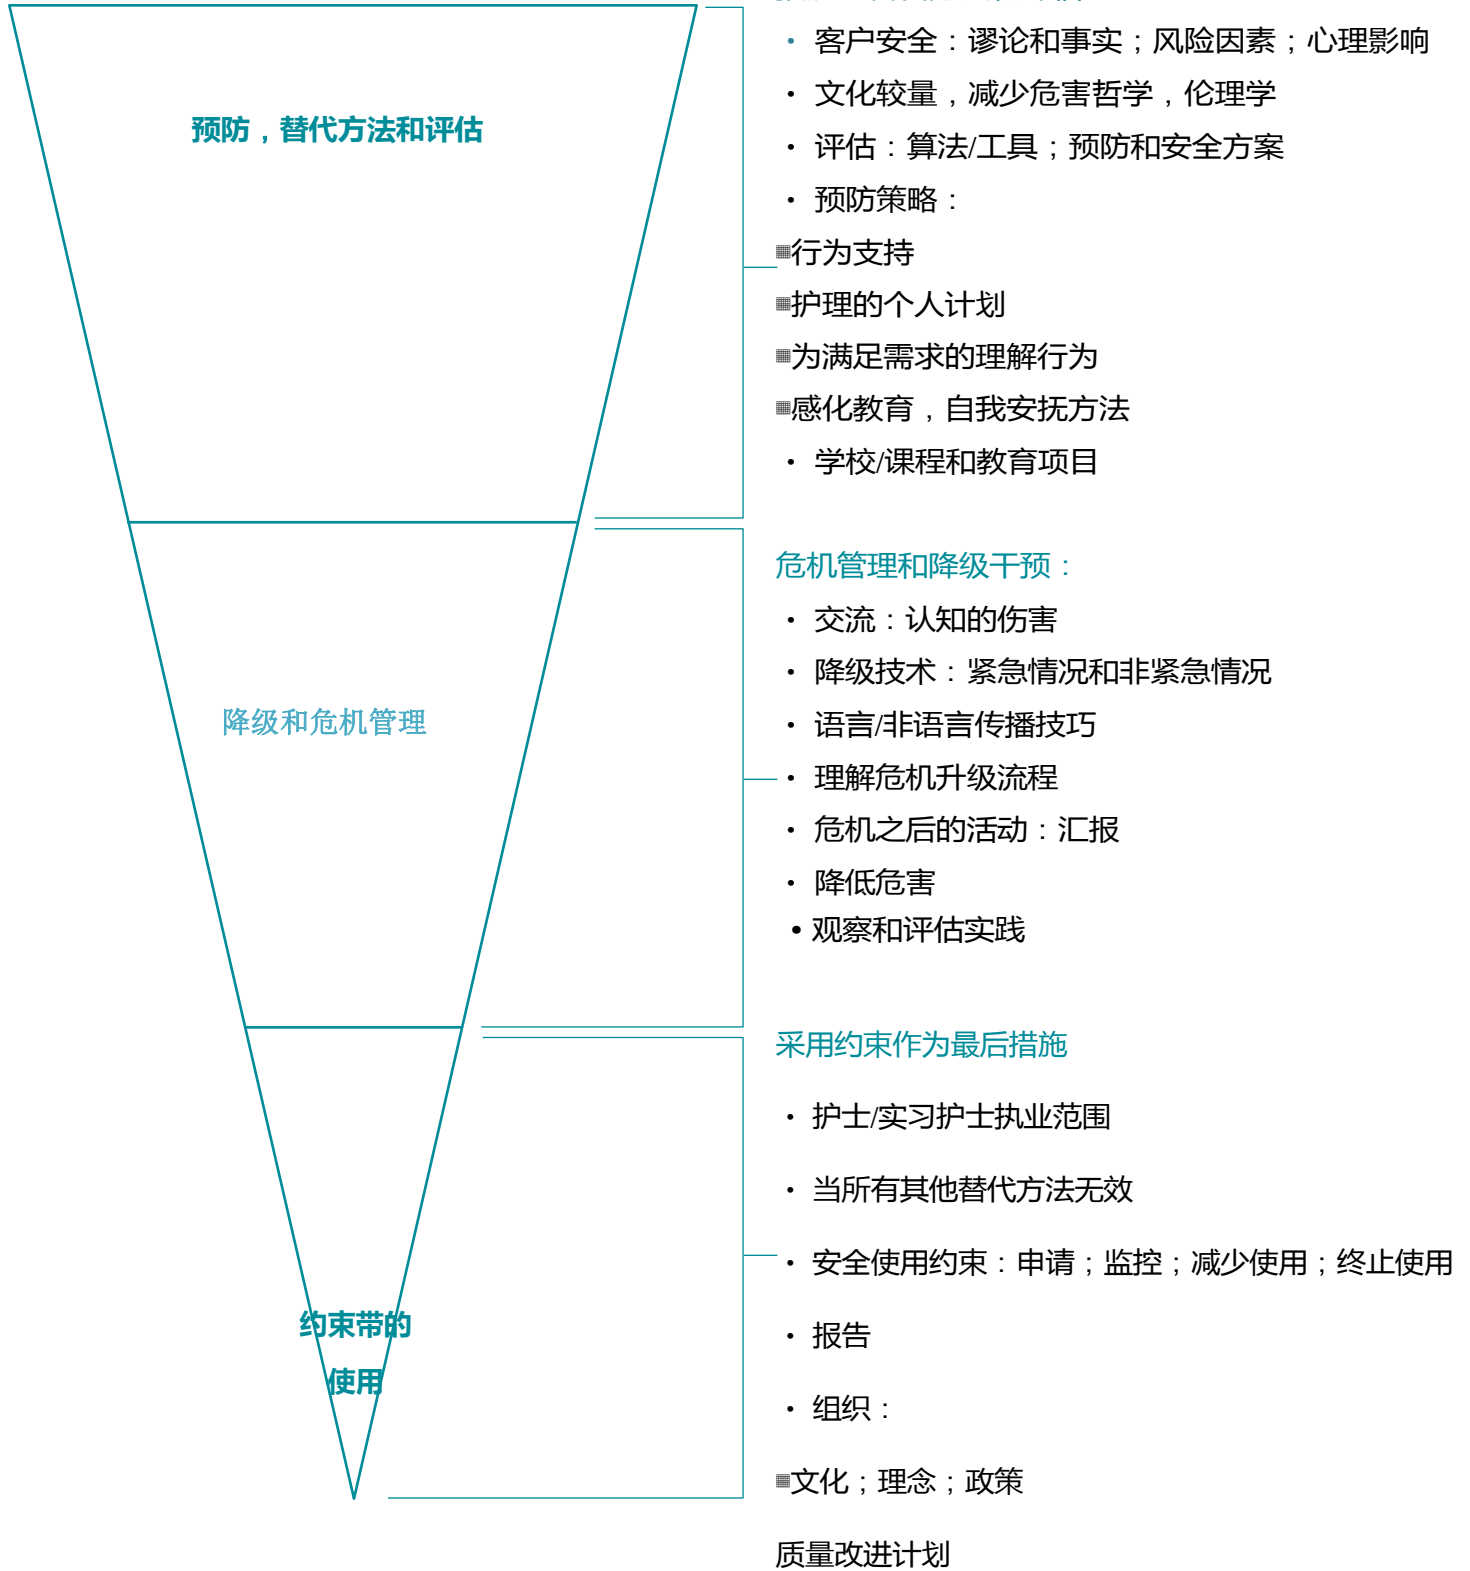 预防，替代方法和评估
• 客户安全：谬论和事实；风险因素；心理影响
• 文化较量，减少危害哲学，伦理学
• 评估：算法/工具；预防和安全方案
• 预防策略：
▦行为支持
▦护理的个人计划
▦为满足需求的理解行为
▦感化教育，自我安抚方法
• 学校/课程和教育项目
降级和危机管理
危机管理和降级干预：
• 交流：认知的伤害
• 降级技术：紧急情况和非紧急情况
• 语言/非语言传播技巧
• 理解危机升级流程
• 危机之后的活动：汇报
• 降低危害
• 观察和评估实践
约束带的
使用
采用约束作为最后措施
• 护士/实习护士执业范围
• 当所有其他替代方法无效
• 安全使用约束：申请；监控；减少使用；终止使用
• 报告
• 组织：
▦文化；理念；政策
质量改进计划